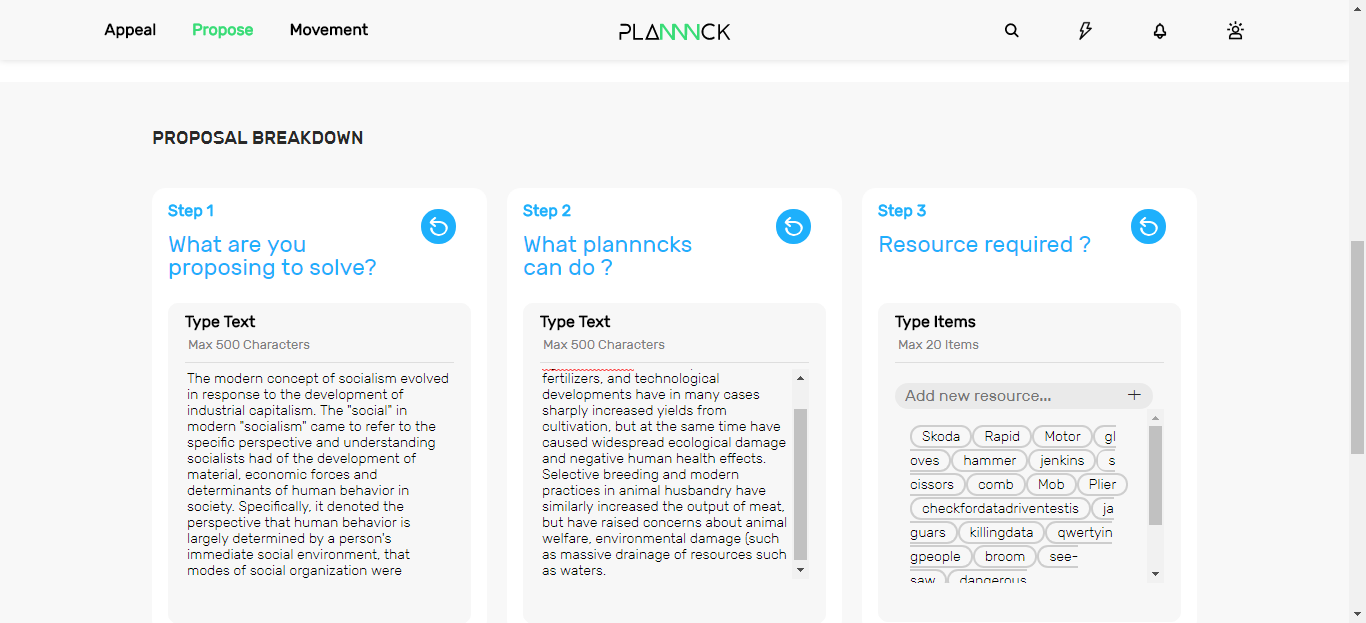 Appeal Propose Movement PLANNNCK
PROPOSAL BREAKDOWN
Step 1
What are you
proposing to solve?
Type Text
Max 500 Characters
The modern concept of socialism evolved
in response to the development of
industrial capitalism. The "social" in
modern "socialism" came to refer to the
specific perspective and understanding
socialists had of the development of
material, economic forces and
determinants of human behavior in
society. Specifically, it denoted the
perspective that human behavior is
largely determined by a person's
immediate social environment, that
modes of social organization were
Step 2
What plannncks
can do ?
Type Text
Max 500 Characters
fertilizers, and technological
developments have in many cases
sharply increased yields from
cultivation, but at the same time have
caused widespread ecological damage
and negative human health effects.
Selective breeding and modern
practices in animal husbandry have
similarly increased the output of meat,
but have raised concerns about animal
welfare, environmental damage (such
as massive drainage of resources such
as waters.
Step 3
Resource required ?
Type Items
Max 20 Items
Add new resource... +
Skoda Rapid Motor gl
oves hammer jenkins s
cissors comb Mob Plier
checkfordatadriventestis ja
guars killingdata qwertyin
gpeople broom see-
saw dangerous